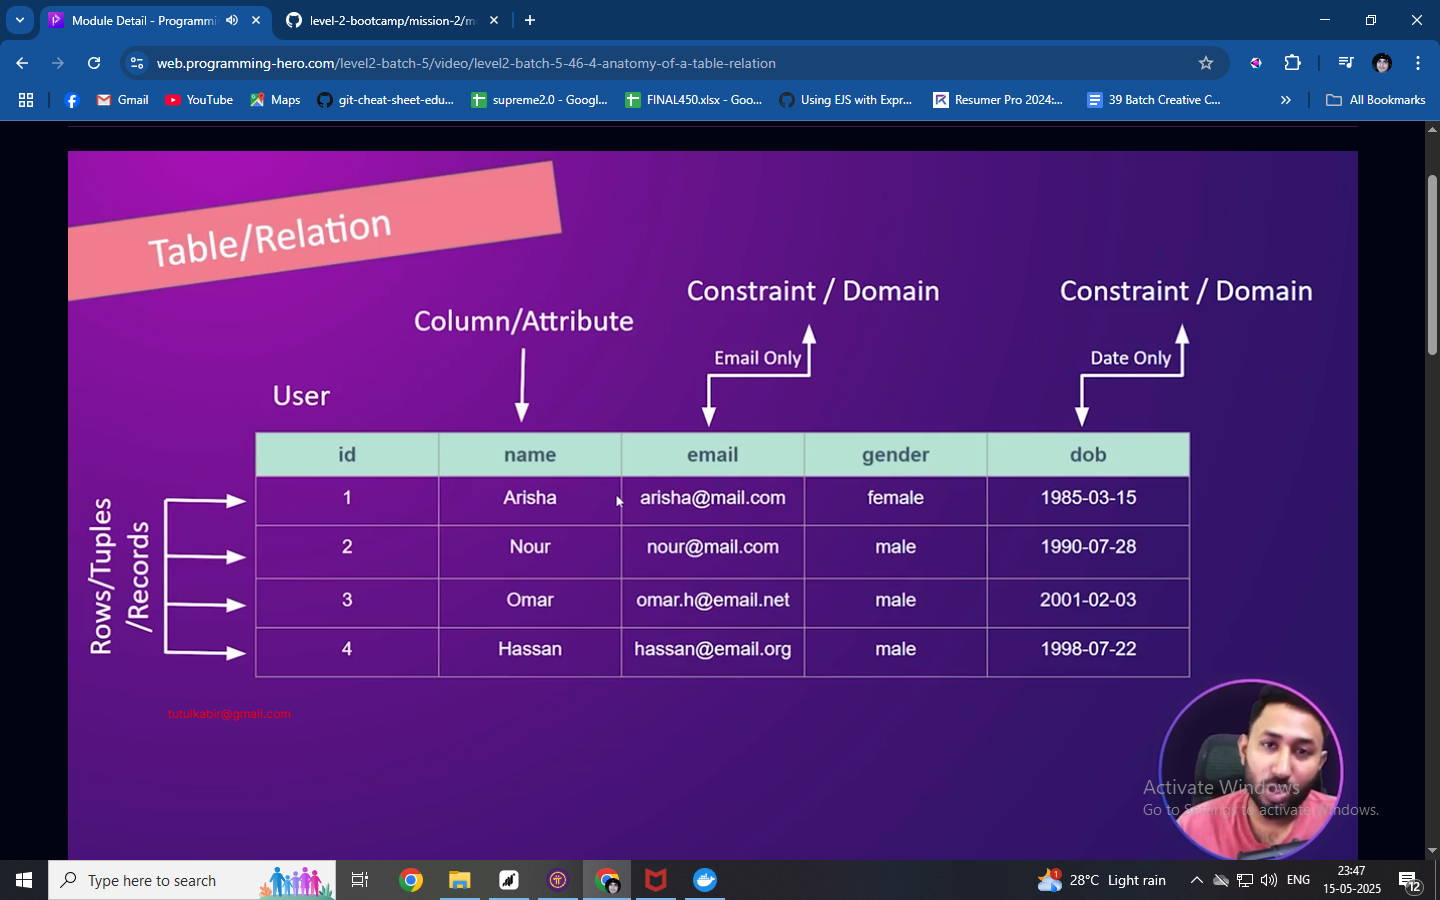 Module Detail - Programmi
level-2-bootcamp/mission-2/m
web.programming-hero.com/level2-batch-5/video/level2-batch-5-46-4-anatomy-of-a-table-relation
Gmail
YouTube
Maps
git-cheat-sheet-edu...
supreme2.0 - Googl...
FINAL450.xlsx - Goo...
Using EJS with Expr...
Resumer Pro 2024:...
39 Batch Creative C...
All Bookmarks
Table/Relation
Constraint / Domain
Constraint / Domain
Column/Attribute
Email Only
Date Only
User
id name email gender dob
1 Arisha arisha@mail.com female 1985-03-15
2 Nour nour@mail.com male 1990-07-28
3 Omar omar.h@email.net male 2001-02-03
4 Hassan hassan@email.org male 1998-07-22
Rows/Tuples
/Records
tutulkabir@gmail.com
Activate Windows
Go to Settings to activate Windows.
Type here to search
1
28°C Light rain
ENG
23:47
15-05-2025
12